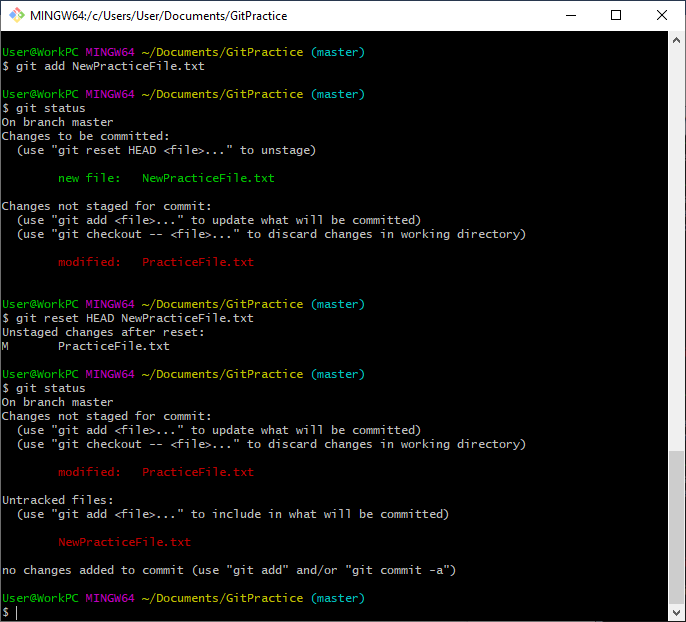 MINGW64:/c/Users/User/Documents/GitPractice
User@WorkPC MINGW64 ~/Documents/GitPractice (master)
$ git add NewPracticeFile.txt
User@WorkPC MINGW64 ~/Documents/GitPractice (master)
$ git status
On branch master
Changes to be committed:
  (use "git reset HEAD <file>..." to unstage)
        new file:   NewPracticeFile.txt
Changes not staged for commit:
  (use "git add <file>..." to update what will be committed)
  (use "git checkout -- <file>..." to discard changes in working directory)
        modified:   PracticeFile.txt
User@WorkPC MINGW64 ~/Documents/GitPractice (master)
$ git reset HEAD NewPracticeFile.txt
Unstaged changes after reset:
M       PracticeFile.txt
User@WorkPC MINGW64 ~/Documents/GitPractice (master)
$ git status
On branch master
Changes not staged for commit:
  (use "git add <file>..." to update what will be committed)
  (use "git checkout -- <file>..." to discard changes in working directory)
        modified:   PracticeFile.txt
Untracked files:
  (use "git add <file>..." to include in what will be committed)
        NewPracticeFile.txt
no changes added to commit (use "git add" and/or "git commit -a")
User@WorkPC MINGW64 ~/Documents/GitPractice (master)
$